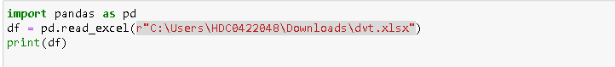 import pandas as pd
df = pd.read_excel(r"C:\Users\HDC0422048\Downloads\dvt.xlsx")
print(df)